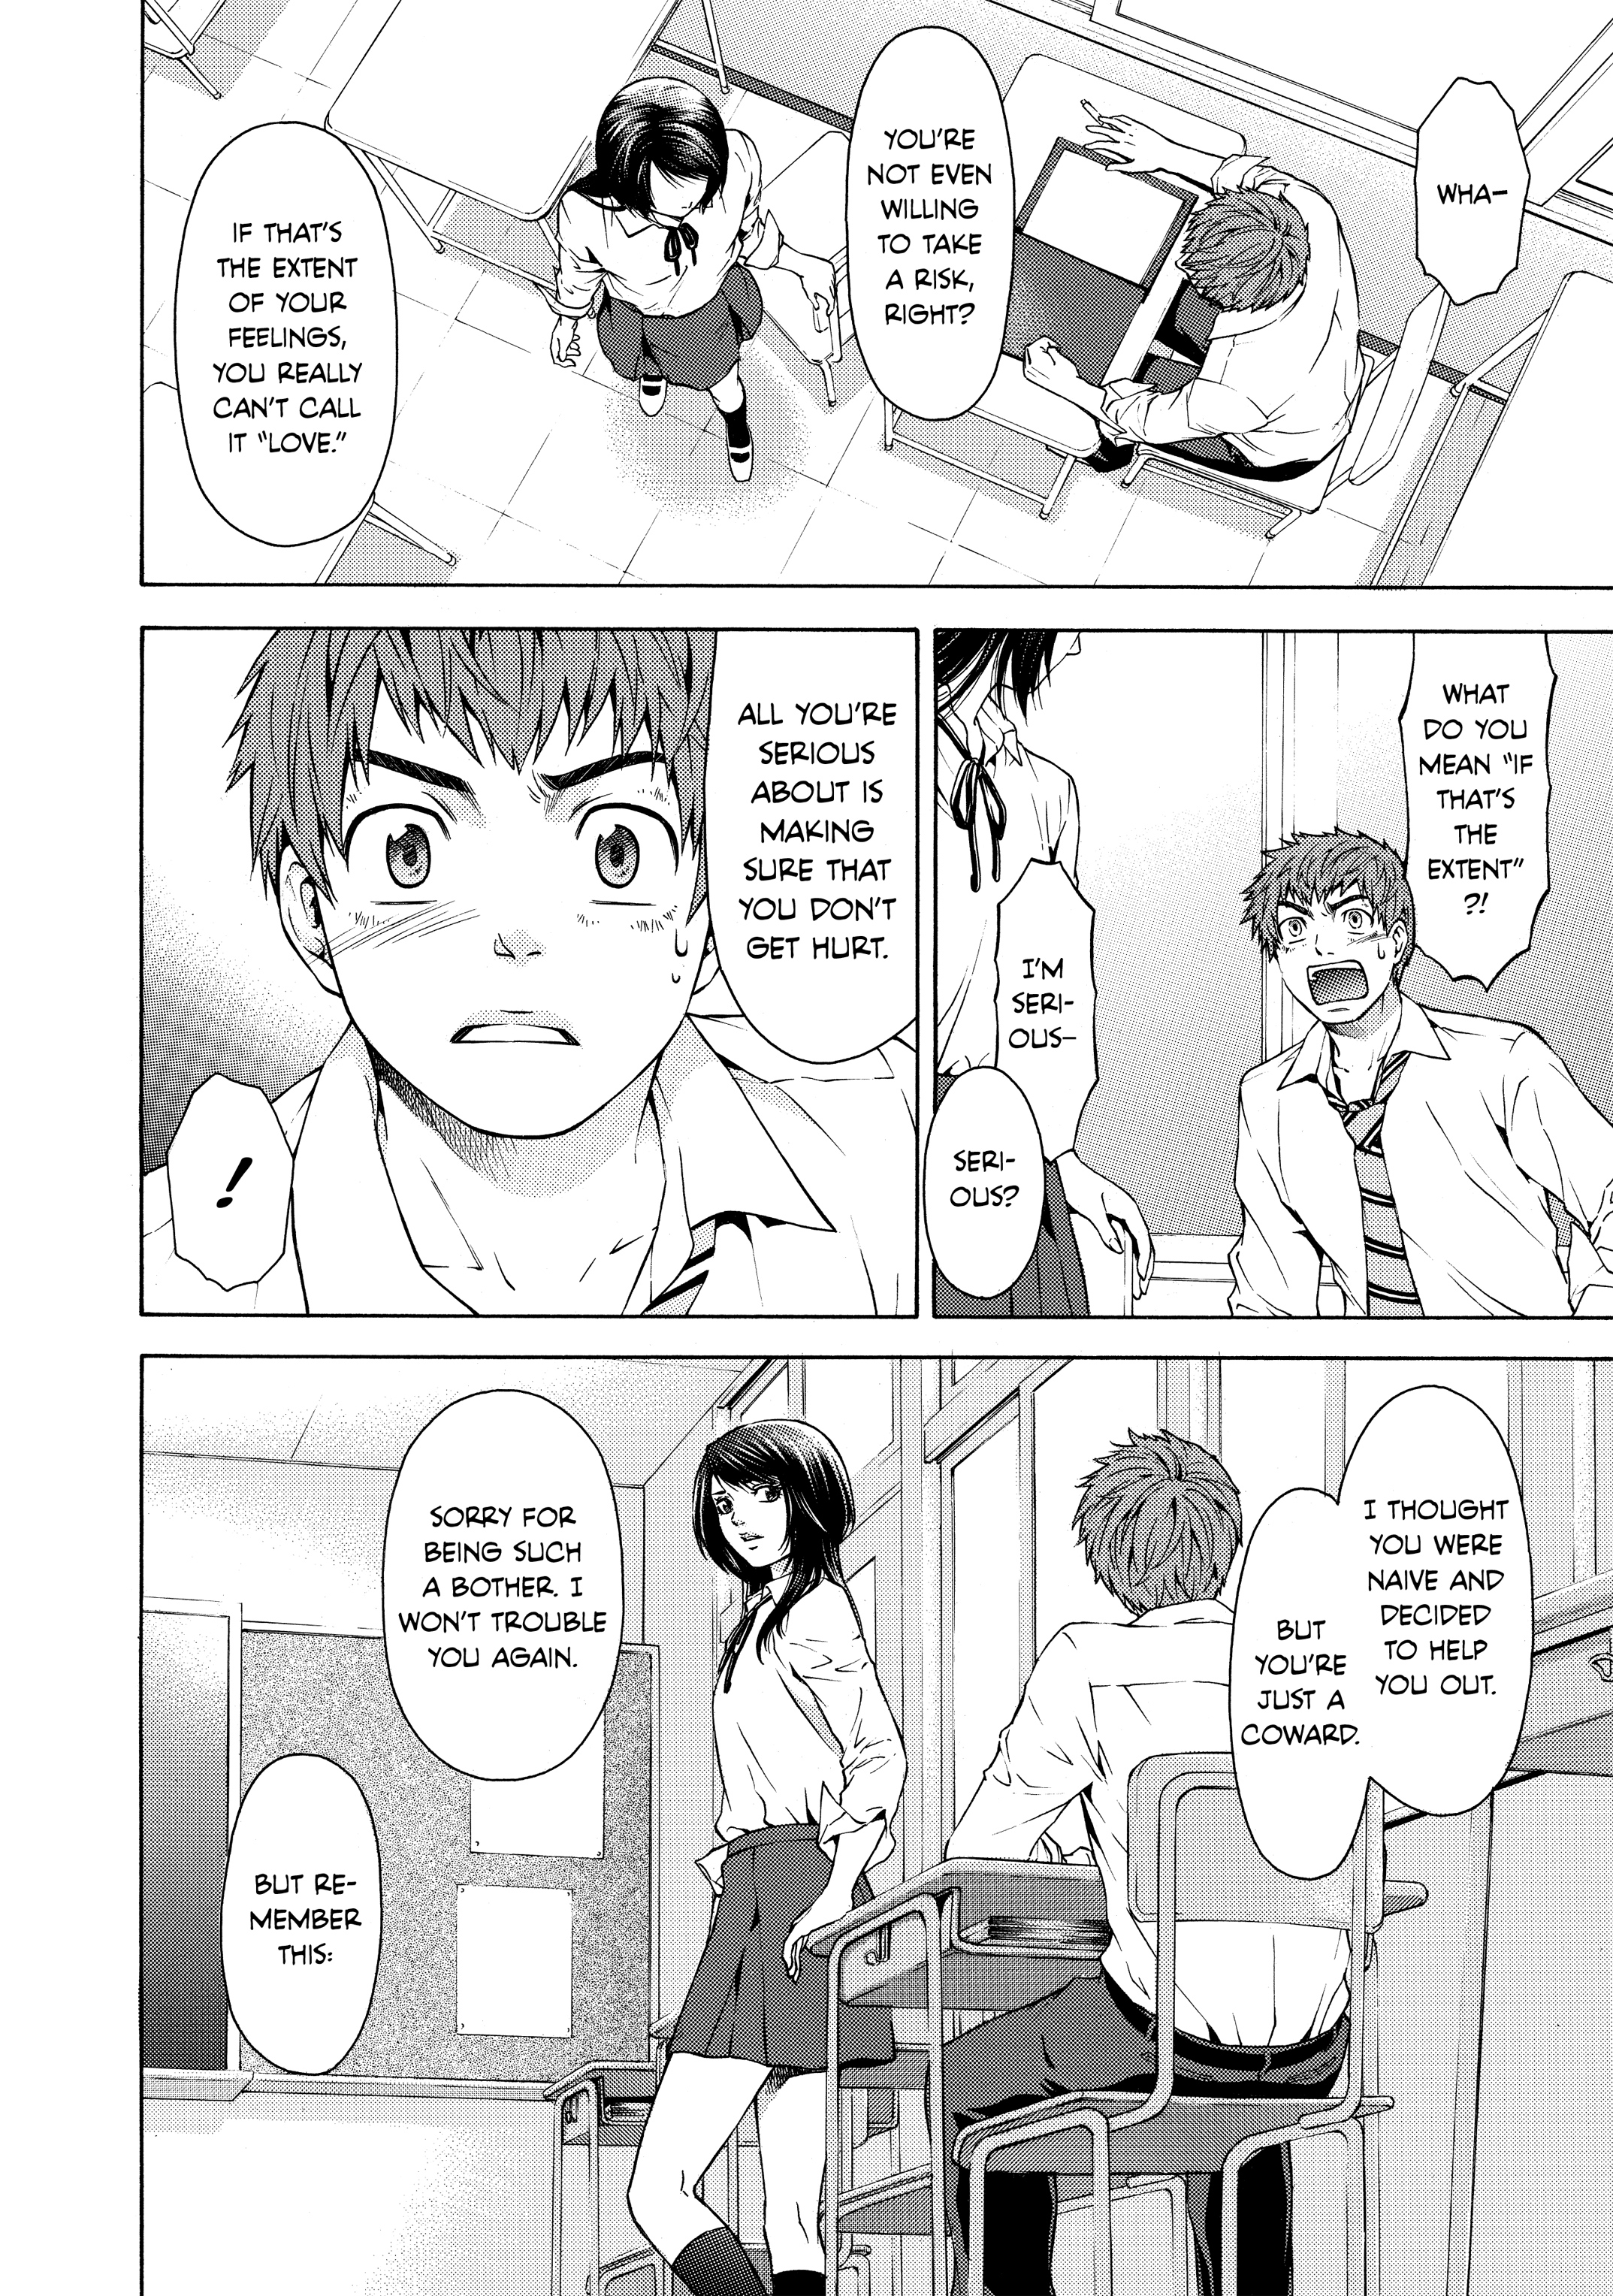 WHA-
YOU'RE
NOT EVEN
WILLING
TO TAKE
A RISK,
RIGHT?
IF THAT'S
THE EXTENT
OF YOUR
FEELINGS,
YOU REALLY
CAN'T CALL
IT "LOVE."
WHAT
DO YOU
MEAN "IF
THAT'S
THE
EXTENT"
?!
I'M
SERI-
OUS-
SERI-
OUS?
ALL YOU'RE
SERIOUS
ABOUT IS
MAKING
SURE THAT
YOU DON'T
GET HURT.
!
I THOUGHT
YOU WERE
NAIVE AND
DECIDED
TO HELP
YOU OUT.
BUT
YOU'RE
JUST A
COWARD.
SORRY FOR
BEING SUCH
A BOTHER. I
WON'T TROUBLE
YOU AGAIN.
BUT RE-
MEMBER
THIS: